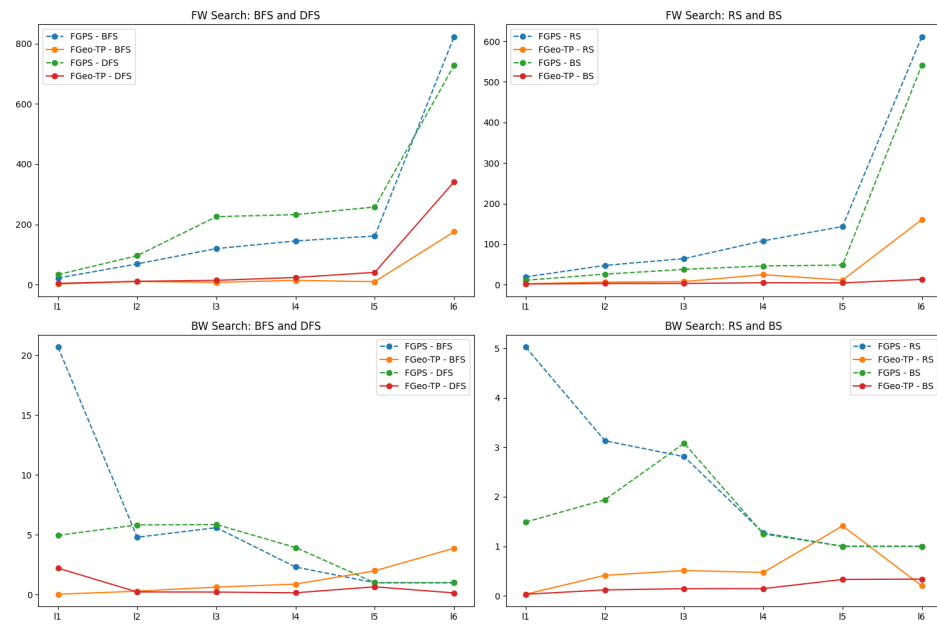 FW Search: BFS and DFS
FGPS - BFS
FGeo-TP - BFS
FGPS - DFS
FGeo-TP - DFS
800
600
400
200
0
l1 l2 l3 l4 l5 l6
FW Search: RS and BS
FGPS - RS
FGeo-TP - RS
FGPS - BS
FGeo-TP - BS
600
500
400
300
200
100
0
l1 l2 l3 l4 l5 l6
BW Search: BFS and DFS
FGPS - BFS
FGeo-TP - BFS
FGPS - DFS
FGeo-TP - DFS
20
15
10
5
0
l1 l2 l3 l4 l5 l6
BW Search: RS and BS
FGPS - RS
FGeo-TP - RS
FGPS - BS
FGeo-TP - BS
5
4
3
2
1
0
l1 l2 l3 l4 l5 l6